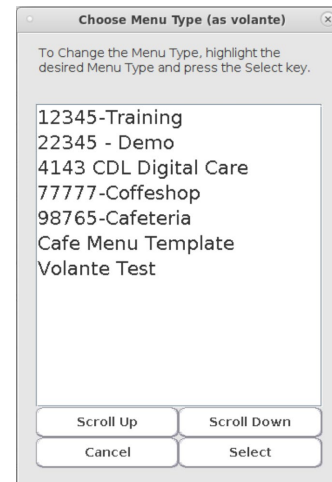 Choose Menu Type (as volante)
To Change the Menu Type, highlight the
desired Menu Type and press the Select key.
12345-Training
22345 - Demo
4143 CDL Digital Care
77777-Coffeshop
98765-Cafeteria
Cafe Menu Template
Volante Test
Scroll Up Scroll Down
Cancel Select